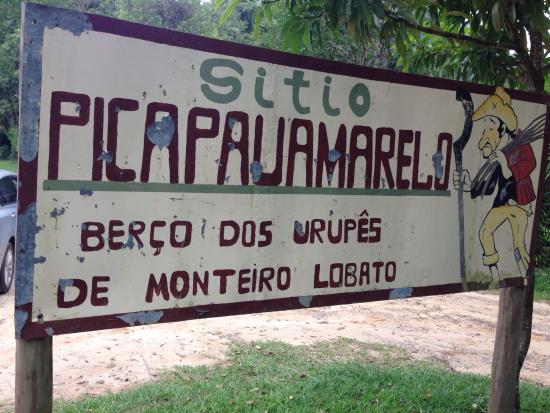 Sitio
PICAPAUAMARELO
BERÇO DOS URUPÊS
DE MONTEIRO LOBATO